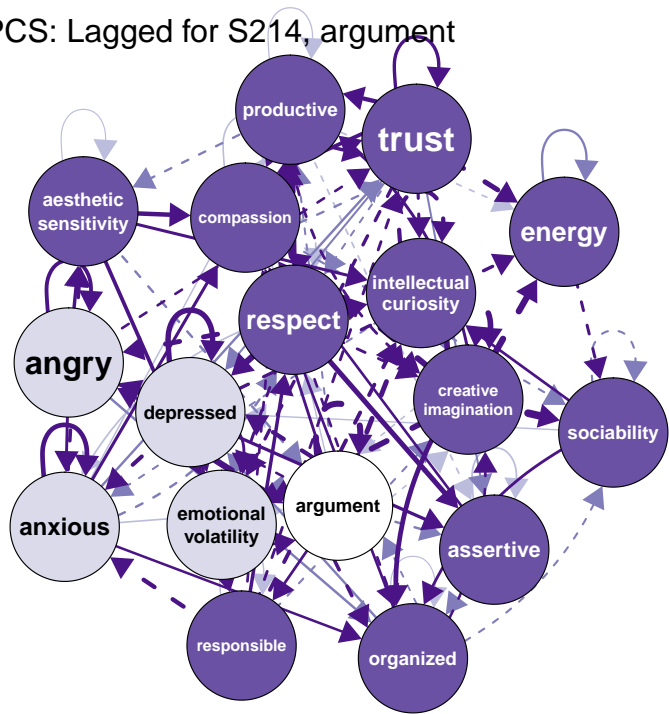 PCS: Lagged for S214, argument
productive
trust
aesthetic
sensitivity
compassion
energy
intellectual
curiosity
respect
angry
depressed
creative
imagination
sociability
argument
anxious
emotional
volatility
assertive
responsible
organized